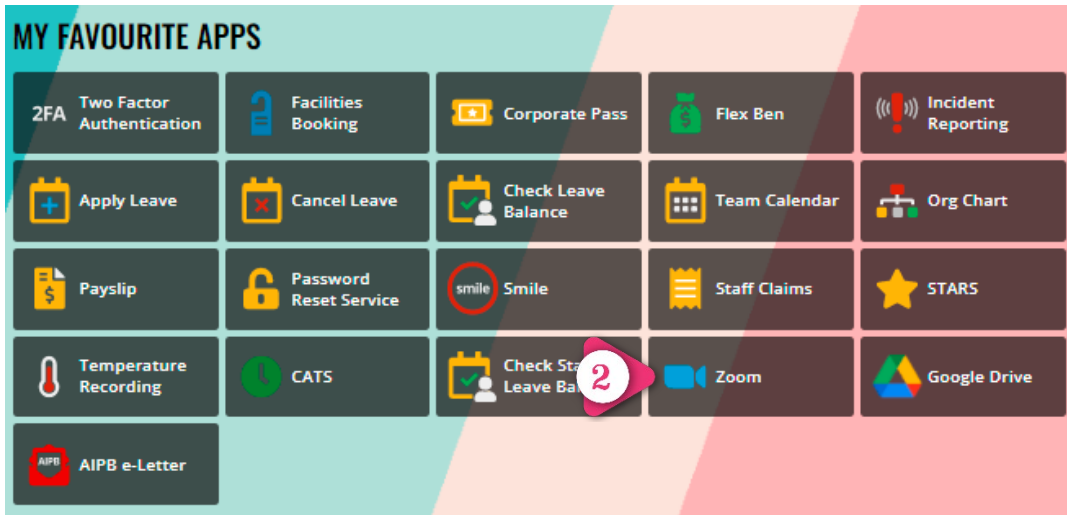 MY FAVOURITE APPS
2FA Two Factor
Authentication
Facilities
Booking
Corporate Pass
Flex Ben
Incident
Reporting
Apply Leave
Cancel Leave
Check Leave
Balance
Team Calendar
Org Chart
Payslip
Password
Reset Service
smile Smile
Staff Claims
STARS
Temperature
Recording
CATS
Check
Leave
2
Zoom
Google Drive
AIPB AIPB e-Letter